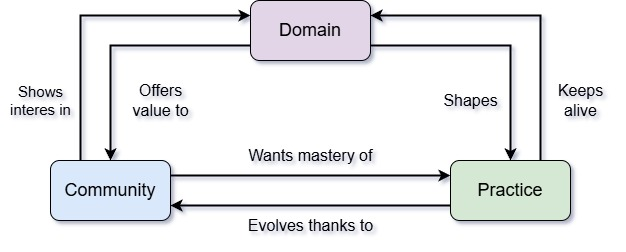 Domain
Shows
interes in
Offers
value to
Shapes
Keeps
alive
Wants mastery of
Community
Practice
Evolves thanks to